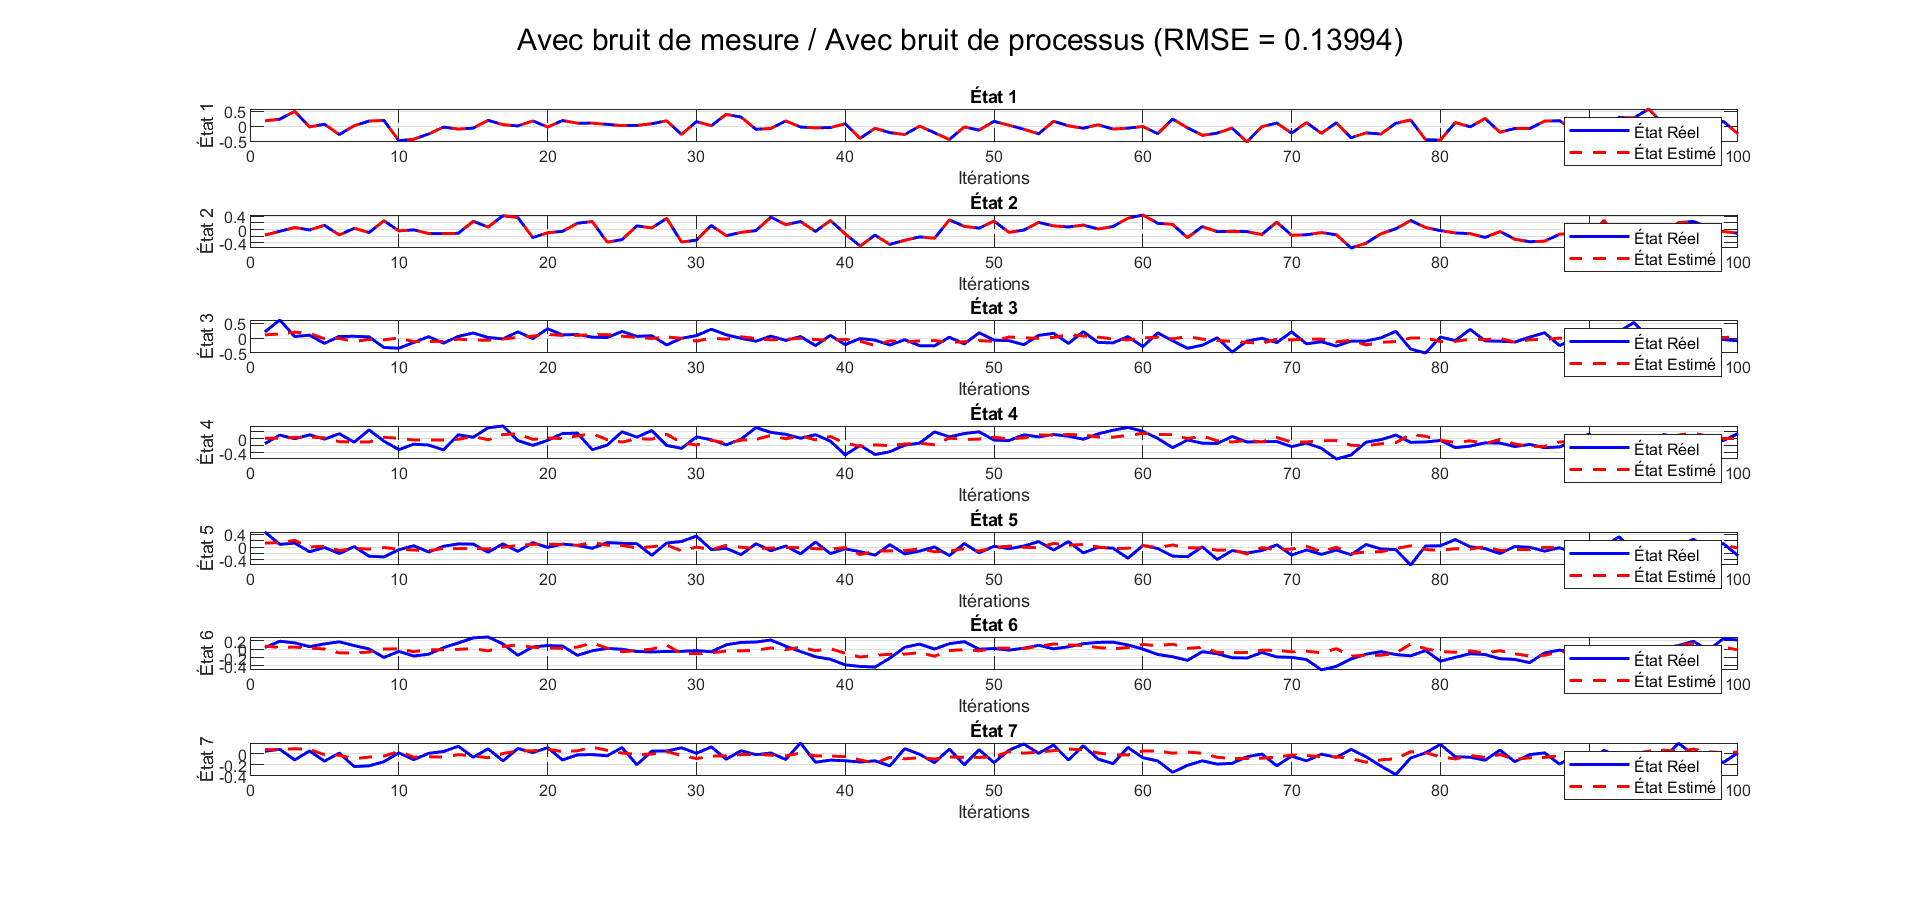 Avec bruit de mesure / Avec bruit de processus (RMSE = 0.13994)
État 1
État 1
0.5
0
-0.5
0 10 20 30 40 50 60 70 80 100
État Réel
État Estimé
Itérations
État 2
État 2
0.4
0
-0.4
0 10 20 30 40 50 60 70 80 100
État Réel
État Estimé
Itérations
État 3
État 3
0.5
0
-0.5
0 10 20 30 40 50 60 70 80 100
État Réel
État Estimé
Itérations
État 4
État 4
0
-0.4
0 10 20 30 40 50 60 70 80 100
État Réel
État Estimé
Itérations
État 5
État 5
0.4
0
-0.4
0 10 20 30 40 50 60 70 80 100
État Réel
État Estimé
Itérations
État 6
État 6
0.2
0
-0.2
-0.4
0 10 20 30 40 50 60 70 80 100
État Réel
État Estimé
Itérations
État 7
État 7
0
-0.2
-0.4
0 10 20 30 40 50 60 70 80 100
État Réel
État Estimé
Itérations